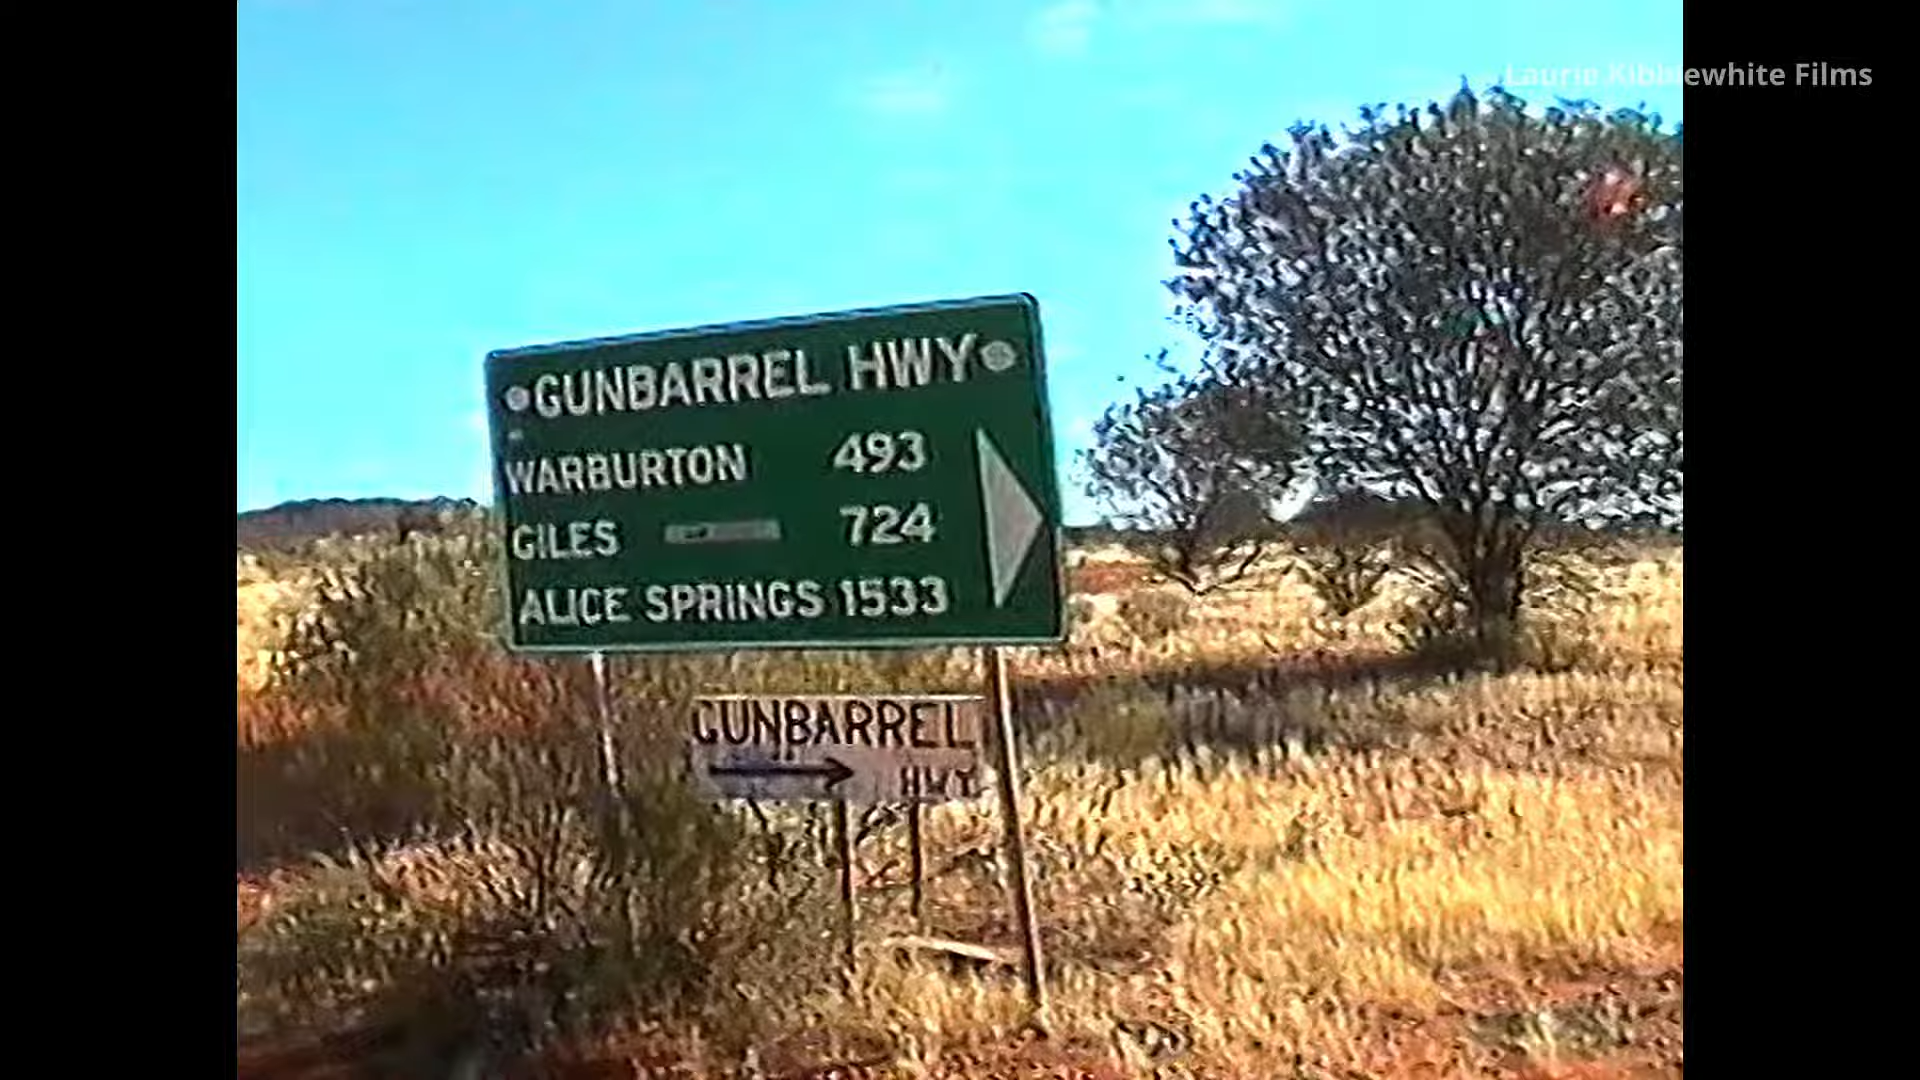 Laurie Kibblewhite Films
GUNBARREL HWY
WARBURTON 493
GILES 724
ALICE SPRINGS 1533
GUNBARREL
HWY